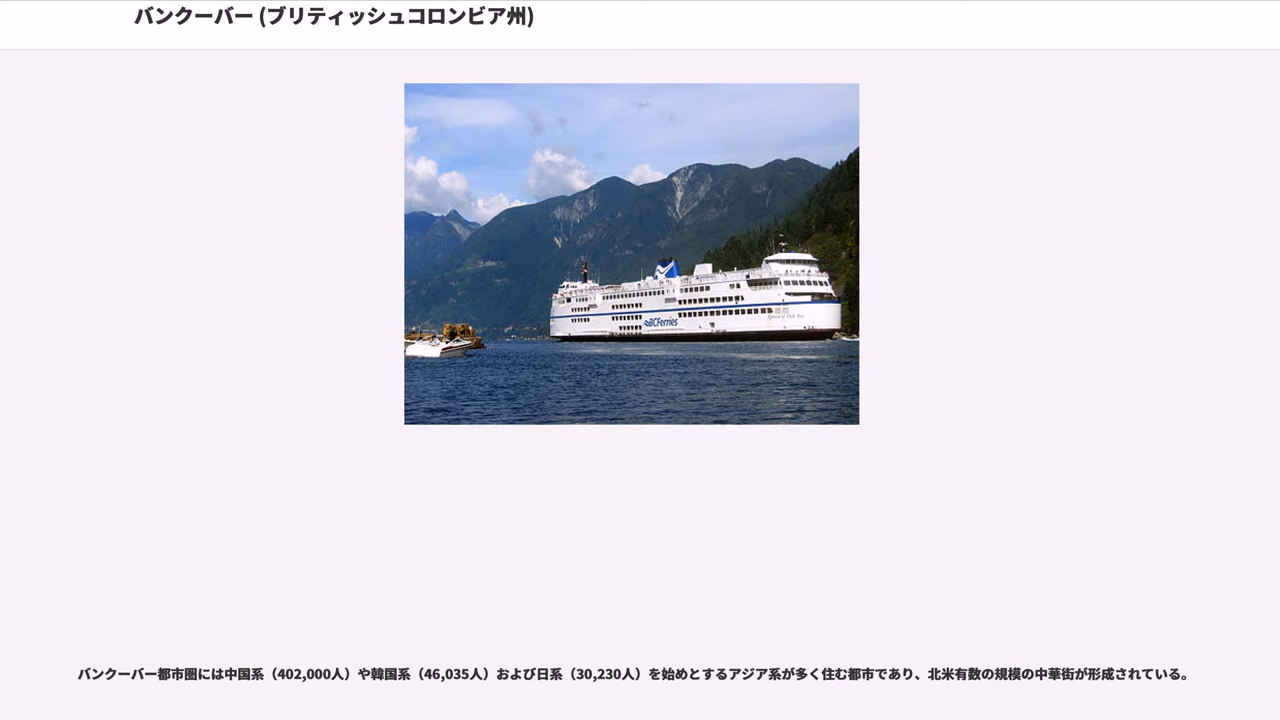 バンクーバー (ブリティッシュコロンビア州)
BCFerries
バンクーバー都市圏には中国系（402,000人）や韓国系（46,035人）および日系（30,230人）を始めとするアジア系が多く住む都市であり、北米有数の規模の中華街が形成されている。